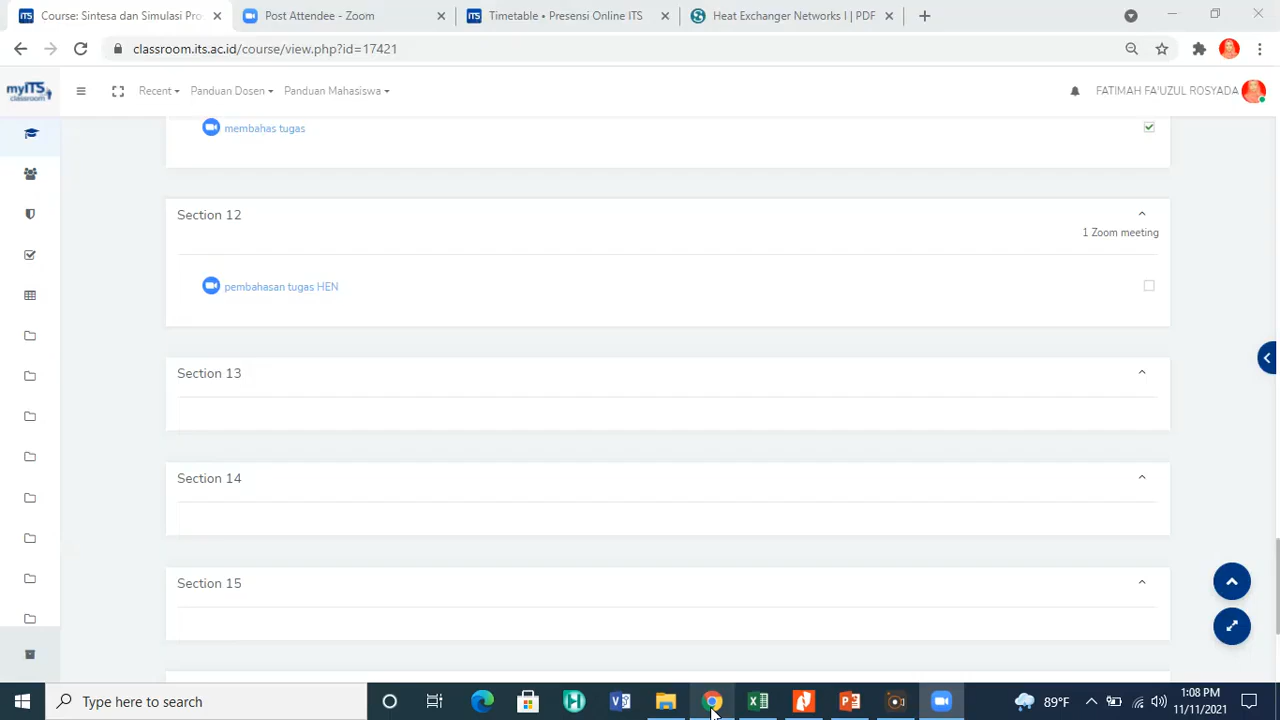 Course: Sintesa dan Simulasi Pro
Post Attendee - Zoom
Timetable • Presensi Online ITS
Heat Exchanger Networks I | PDF
classroom.its.ac.id/course/view.php?id=17421
myITS
classroom
Recent
Panduan Dosen
Panduan Mahasiswa
FATIMAH FA'UZUL ROSYADA
membahas tugas
Section 12
1 Zoom meeting
pembahasan tugas HEN
Section 13
Section 14
Section 15
Type here to search
89°F
1:08 PM
11/11/2021